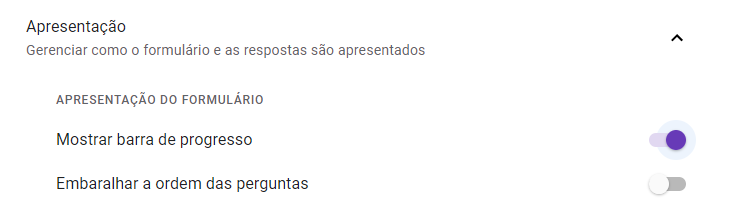 Apresentação
Gerenciar como o formulário e as respostas são apresentados
APRESENTAÇÃO DO FORMULÁRIO
Mostrar barra de progresso
Embaralhar a ordem das perguntas